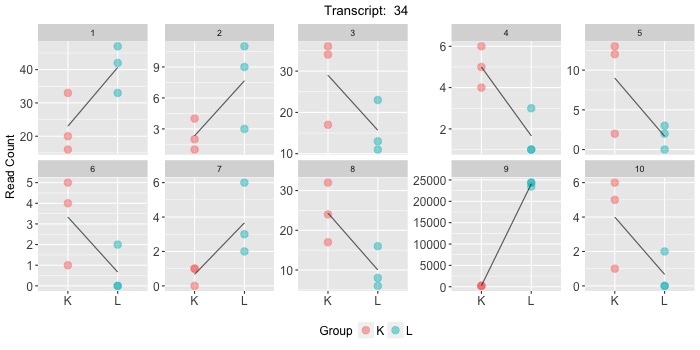 Transcript: 34
1 2 3 4 5
40 30 20
9 6 3
30 20 10
6 4 2
10 5 0
Read Count
6 7 8 9 10
5 4 3 2 1 0
6 4 2 0
30 20 10
25000 20000 15000 10000 5000 0
6 4 2 0
K L K L K L K L K L
Group K L